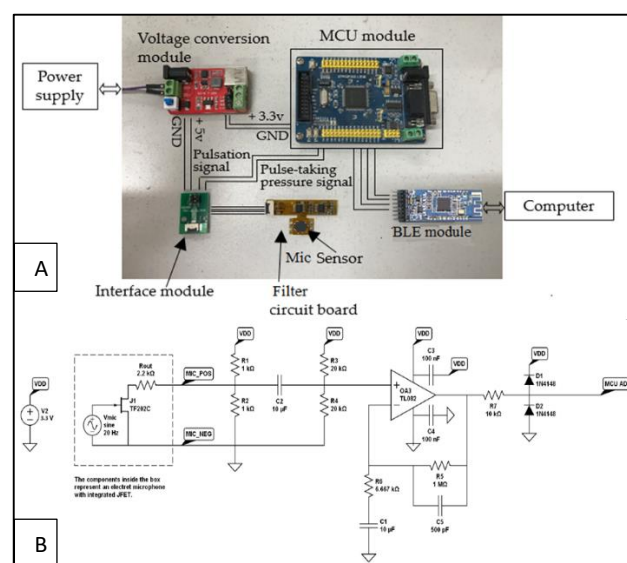 Voltage conversion
module
MCU module
Power
supply
+ 3.3v
GND
GND
+ 5v
Pulsation
signal
Pulse-taking
pressure signal
Computer
BLE module
Mic Sensor
Interface module
Filter
circuit board
A
VDD
V2
3.3 V
Rout
2.2 kΩ
J1
TF202C
Vmic
sine
20 Hz
MIC_POS
MIC_NEG
The components inside the box
represent an electret microphone
with integrated JFET.
VDD
R1
1 kΩ
R2
1 kΩ
C2
10 µF
VDD
R3
20 kΩ
R4
20 kΩ
VDD
C3
100 nF
VDD
OA3
TL082
C4
100 nF
R6
6.667 kΩ
C1
10 µF
R5
1 MΩ
C5
500 pF
R7
10 kΩ
VDD
D1
1N4848
D2
1N4848
MCU AD
B